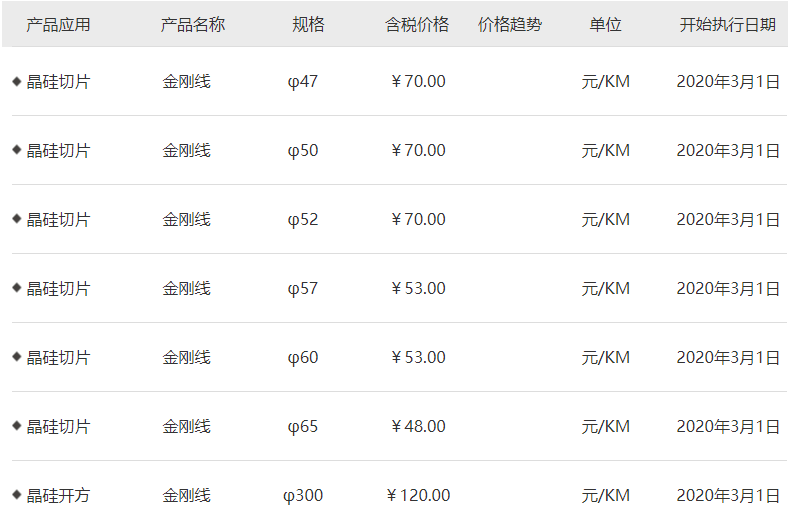 产品应用 产品名称 规格 含税价格 价格趋势 单位 开始执行日期
◆ 晶硅切片 金刚线 φ47 ￥70.00 元/KM 2020年3月1日
◆ 晶硅切片 金刚线 φ50 ￥70.00 元/KM 2020年3月1日
◆ 晶硅切片 金刚线 φ52 ￥70.00 元/KM 2020年3月1日
◆ 晶硅切片 金刚线 φ57 ￥53.00 元/KM 2020年3月1日
◆ 晶硅切片 金刚线 φ60 ￥53.00 元/KM 2020年3月1日
◆ 晶硅切片 金刚线 φ65 ￥48.00 元/KM 2020年3月1日
◆ 晶硅开方 金刚线 φ300 ￥120.00 元/KM 2020年3月1日